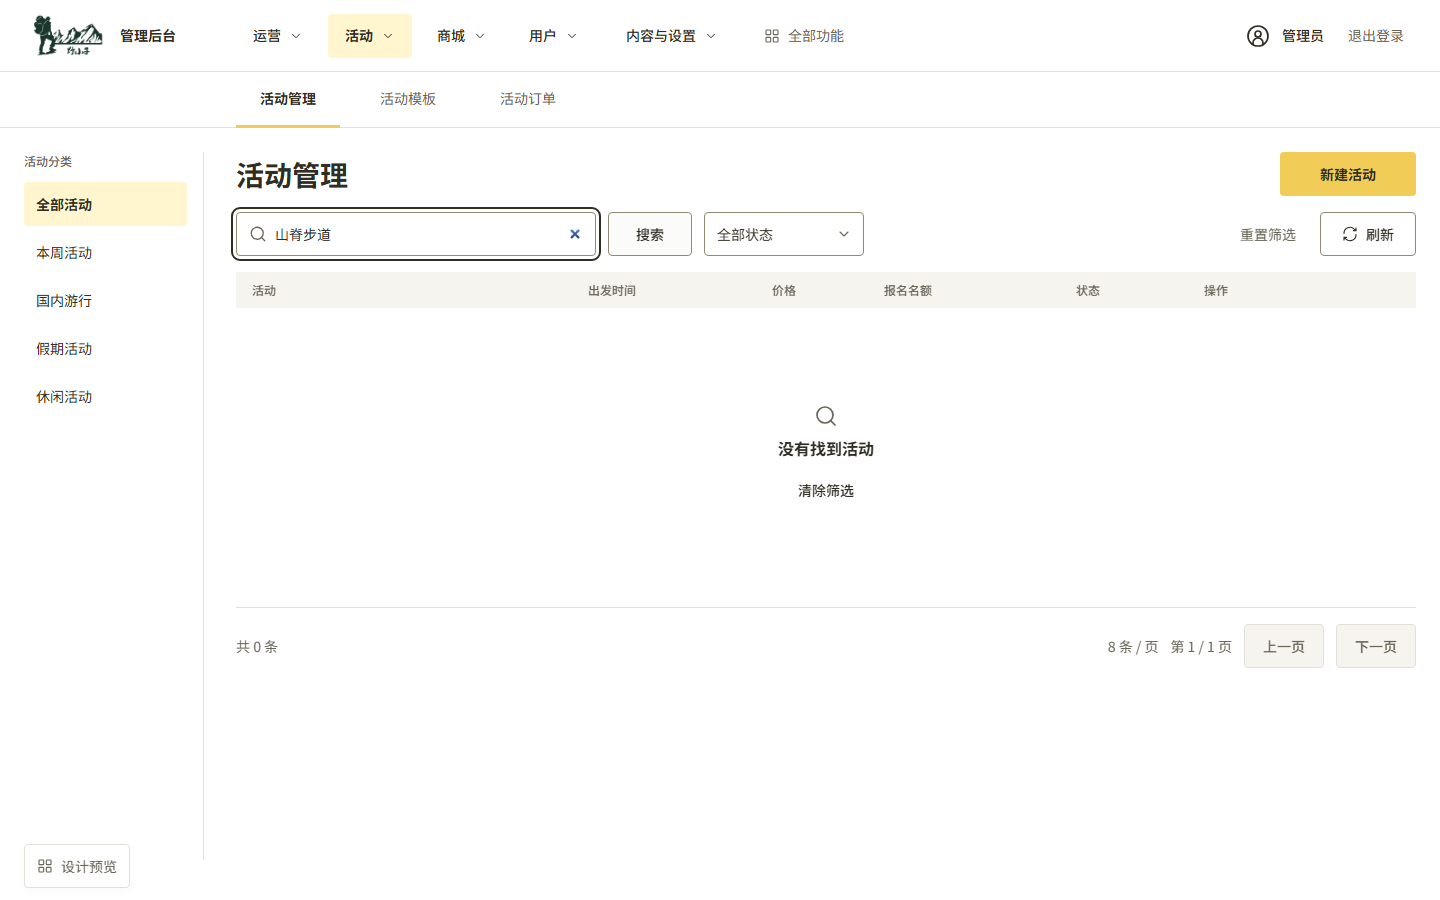 管理后台
运营
活动
商城
用户
内容与设置
全部功能
管理员
退出登录
活动管理
活动模板
活动订单
活动分类
全部活动
本周活动
国内游行
假期活动
休闲活动
活动管理
新建活动
山脊步道
搜索
全部状态
重置筛选
刷新
活动 出发时间 价格 报名名额 状态 操作
没有找到活动
清除筛选
共 0 条
8 条 / 页 第 1 / 1 页 上一页 下一页
设计预览